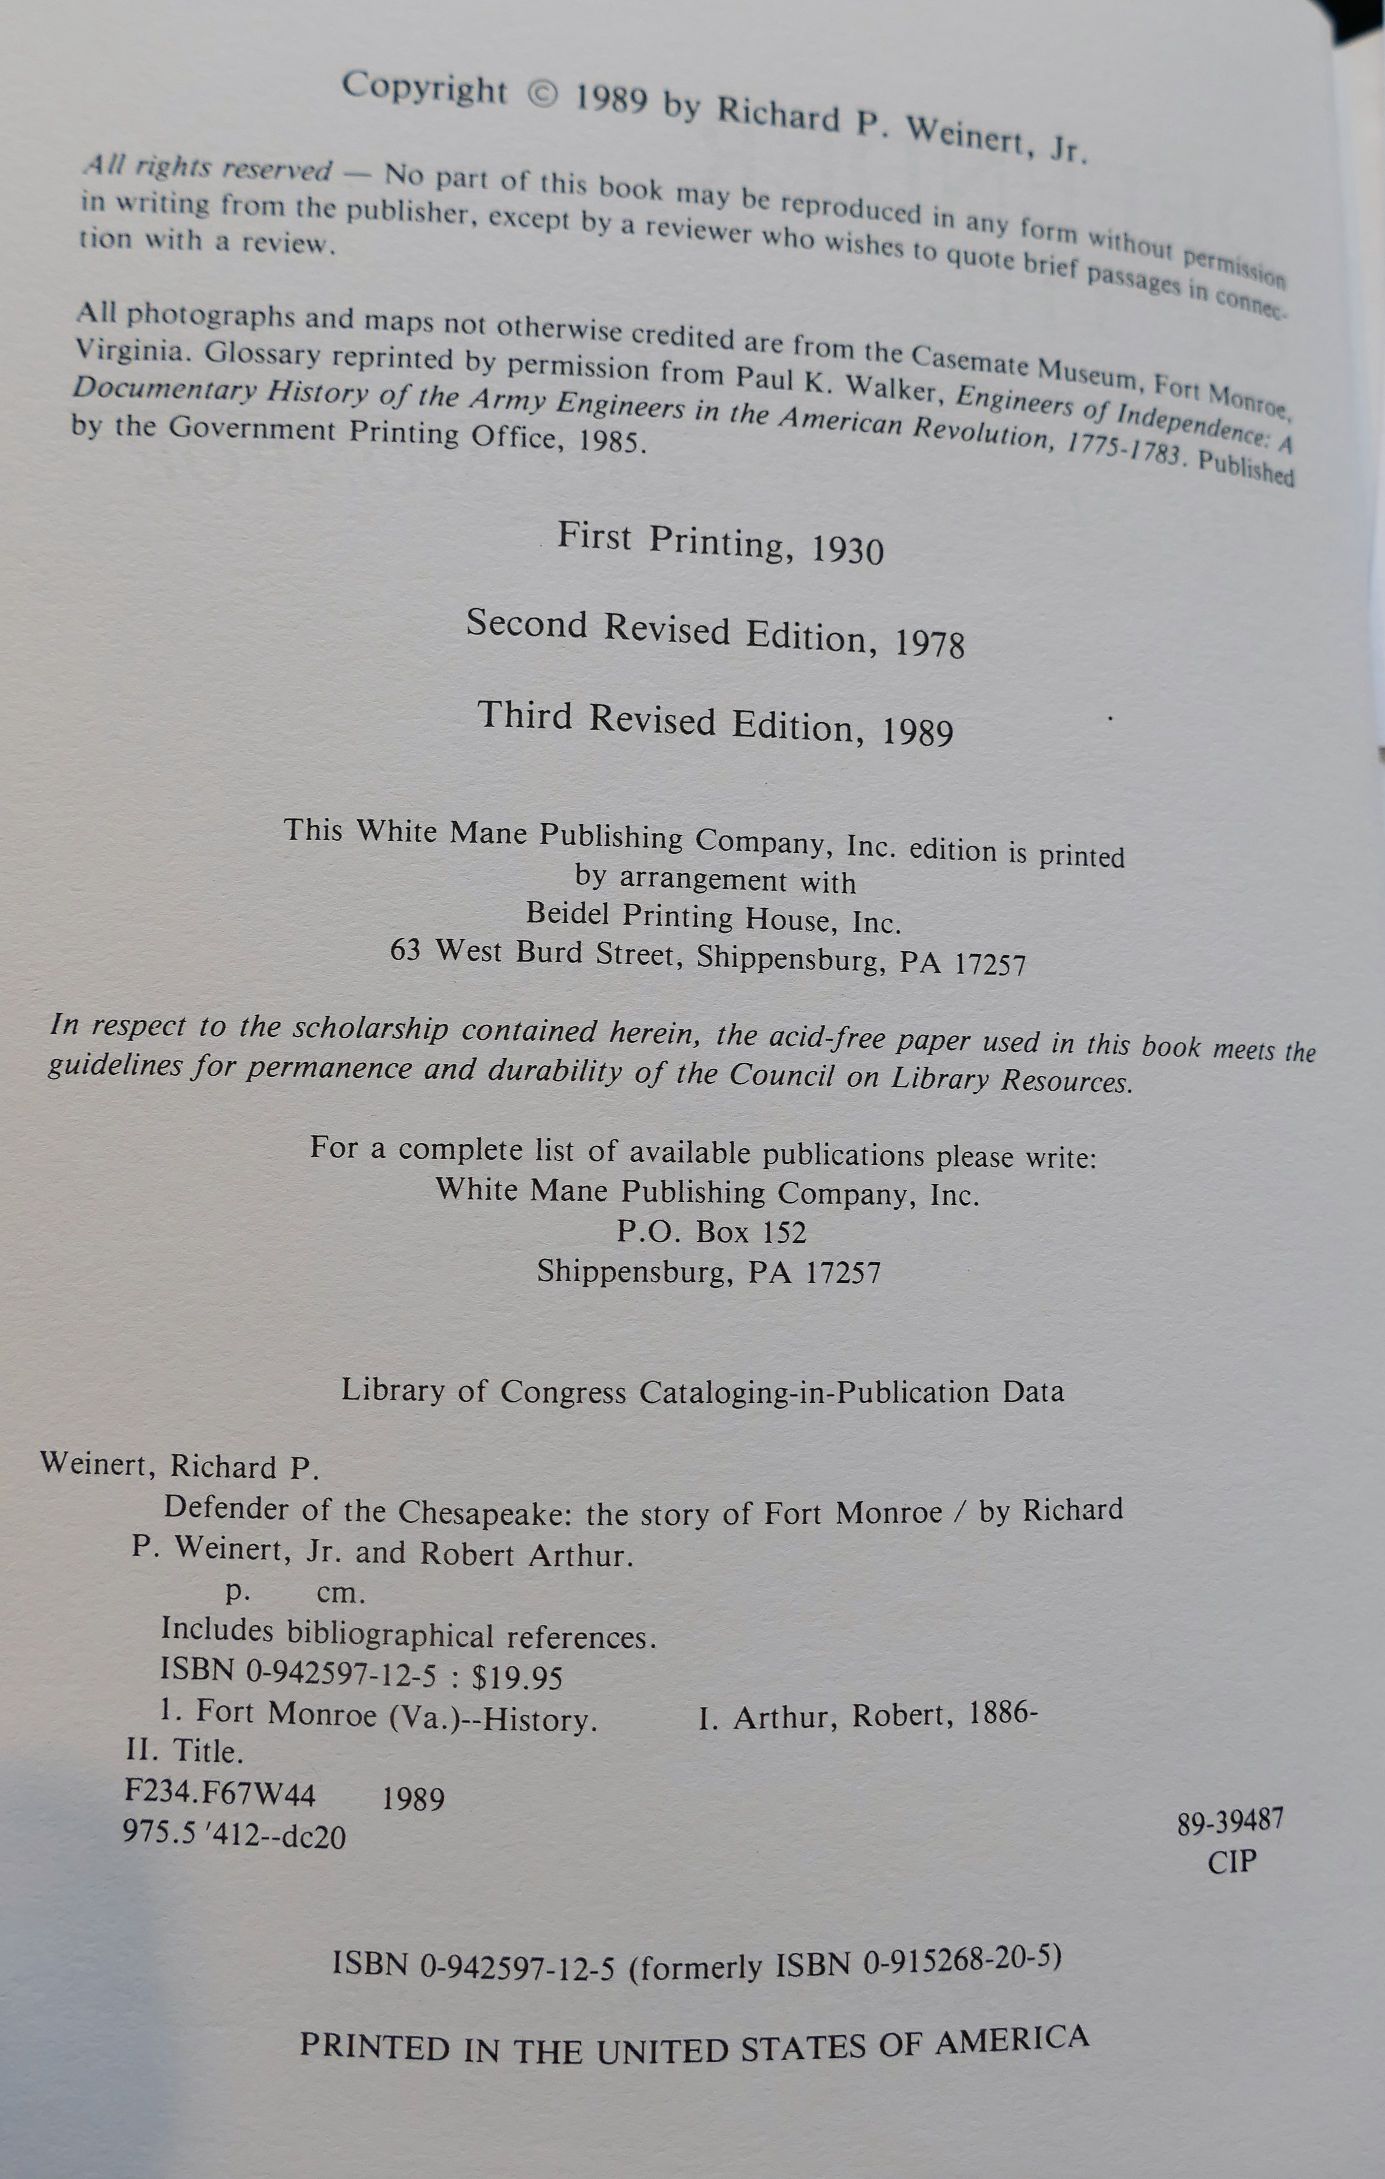 Copyright © 1989 by Richard P. Weinert, Jr.
All rights reserved — No part of this book may be reproduced in any form without permission
in writing from the publisher, except by a reviewer who wishes to quote brief passages in connec-
tion with a review.
All photographs and maps not otherwise credited are from the Casemate Museum, Fort Monroe,
Virginia. Glossary reprinted by permission from Paul K. Walker, Engineers of Independence: A
Documentary History of the Army Engineers in the American Revolution, 1775-1783. Published
by the Government Printing Office, 1985.
First Printing, 1930
Second Revised Edition, 1978
Third Revised Edition, 1989
This White Mane Publishing Company, Inc. edition is printed
by arrangement with
Beidel Printing House, Inc.
63 West Burd Street, Shippensburg, PA 17257
In respect to the scholarship contained herein, the acid-free paper used in this book meets the
guidelines for permanence and durability of the Council on Library Resources.
For a complete list of available publications please write:
White Mane Publishing Company, Inc.
P.O. Box 152
Shippensburg, PA 17257
Library of Congress Cataloging-in-Publication Data
Weinert, Richard P.
Defender of the Chesapeake: the story of Fort Monroe / by Richard
P. Weinert, Jr. and Robert Arthur.
p. cm.
Includes bibliographical references.
ISBN 0-942597-12-5 : $19.95
1. Fort Monroe (Va.)--History. I. Arthur, Robert, 1886-
II. Title.
F234.F67W44 1989
975.5 '412--dc20 89-39487
CIP
ISBN 0-942597-12-5 (formerly ISBN 0-915268-20-5)
PRINTED IN THE UNITED STATES OF AMERICA